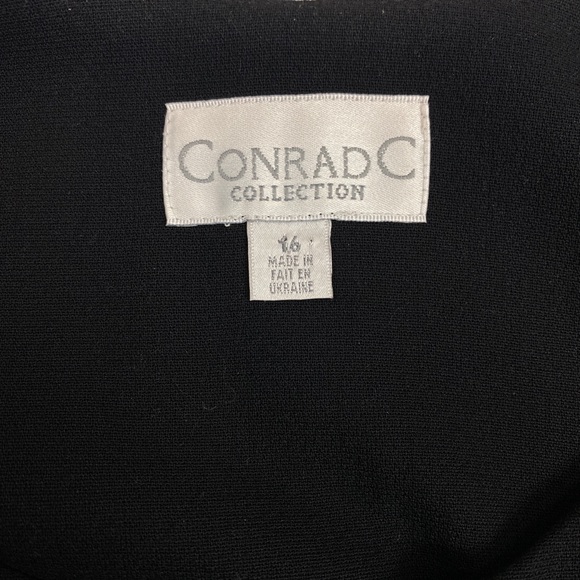 CONRAD C
COLLECTION
16
MADE IN
FAIT EN
UKRAINE